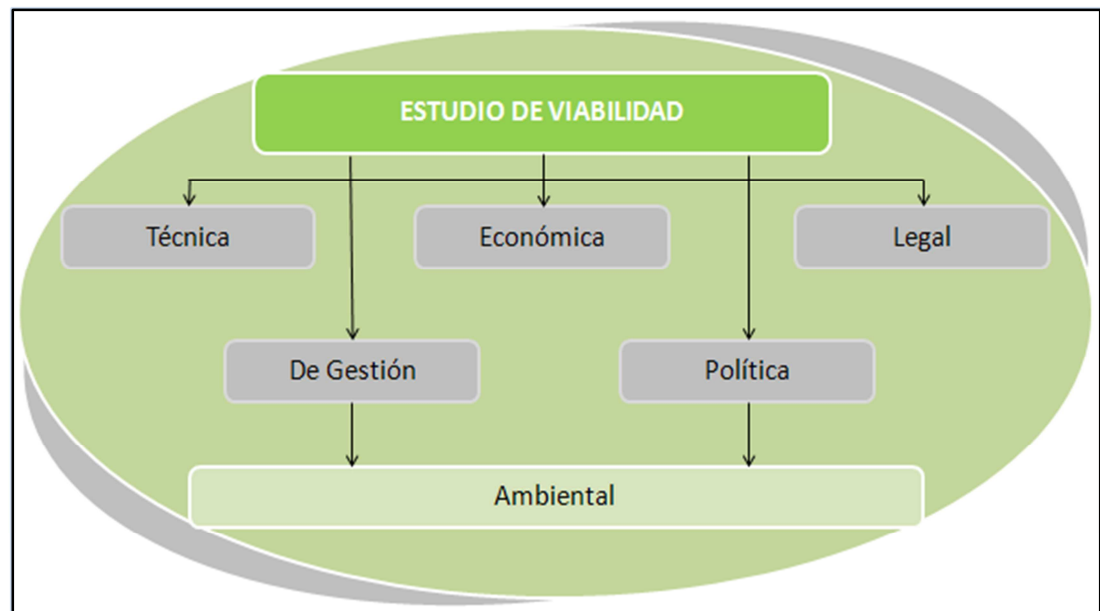 ESTUDIO DE VIABILIDAD
Técnica
Económica
Legal
De Gestión
Política
Ambiental